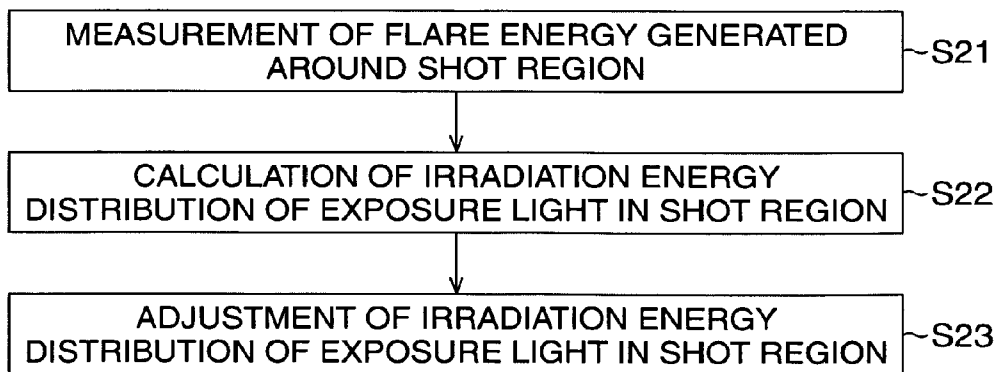 MEASUREMENT OF FLARE ENERGY GENERATED
AROUND SHOT REGION
~S21
CALCULATION OF IRRADIATION ENERGY
DISTRIBUTION OF EXPOSURE LIGHT IN SHOT REGION
~S22
ADJUSTMENT OF IRRADIATION ENERGY
DISTRIBUTION OF EXPOSURE LIGHT IN SHOT REGION
~S23